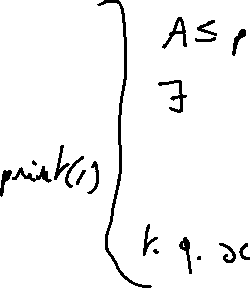 A ≤ p
∃
print(1)
t. q. x